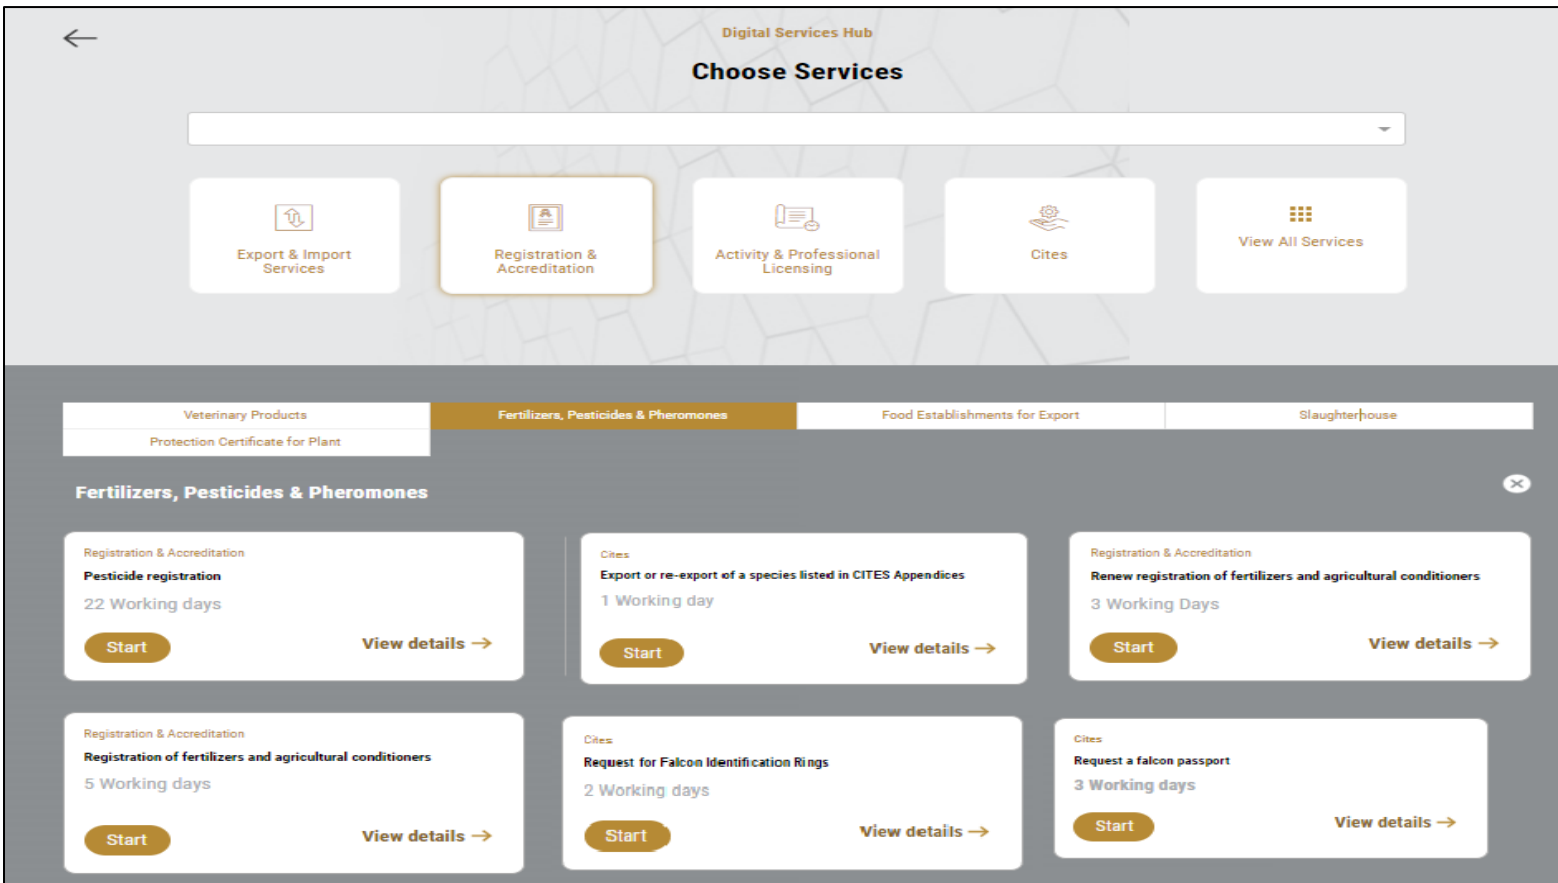 Digital Services Hub
Choose Services
Export & Import
Services
Registration &
Accreditation
Activity & Professional
Licensing
Cites
View All Services
Veterinary Products
Fertilizers, Pesticides & Pheromones
Food Establishments for Export
Slaughterhouse
Protection Certificate for Plant
Fertilizers, Pesticides & Pheromones
Registration & Accreditation
Pesticide registration
22 Working days
Start
View details
Cites
Export or re-export of a species listed in CITES Appendices
1 Working day
Start
View details
Registration & Accreditation
Renew registration of fertilizers and agricultural conditioners
3 Working Days
Start
View details
Registration & Accreditation
Registration of fertilizers and agricultural conditioners
5 Working days
Start
View details
Cites
Request for Falcon Identification Rings
2 Working days
Start
View details
Cites
Request a falcon passport
3 Working days
Start
View details